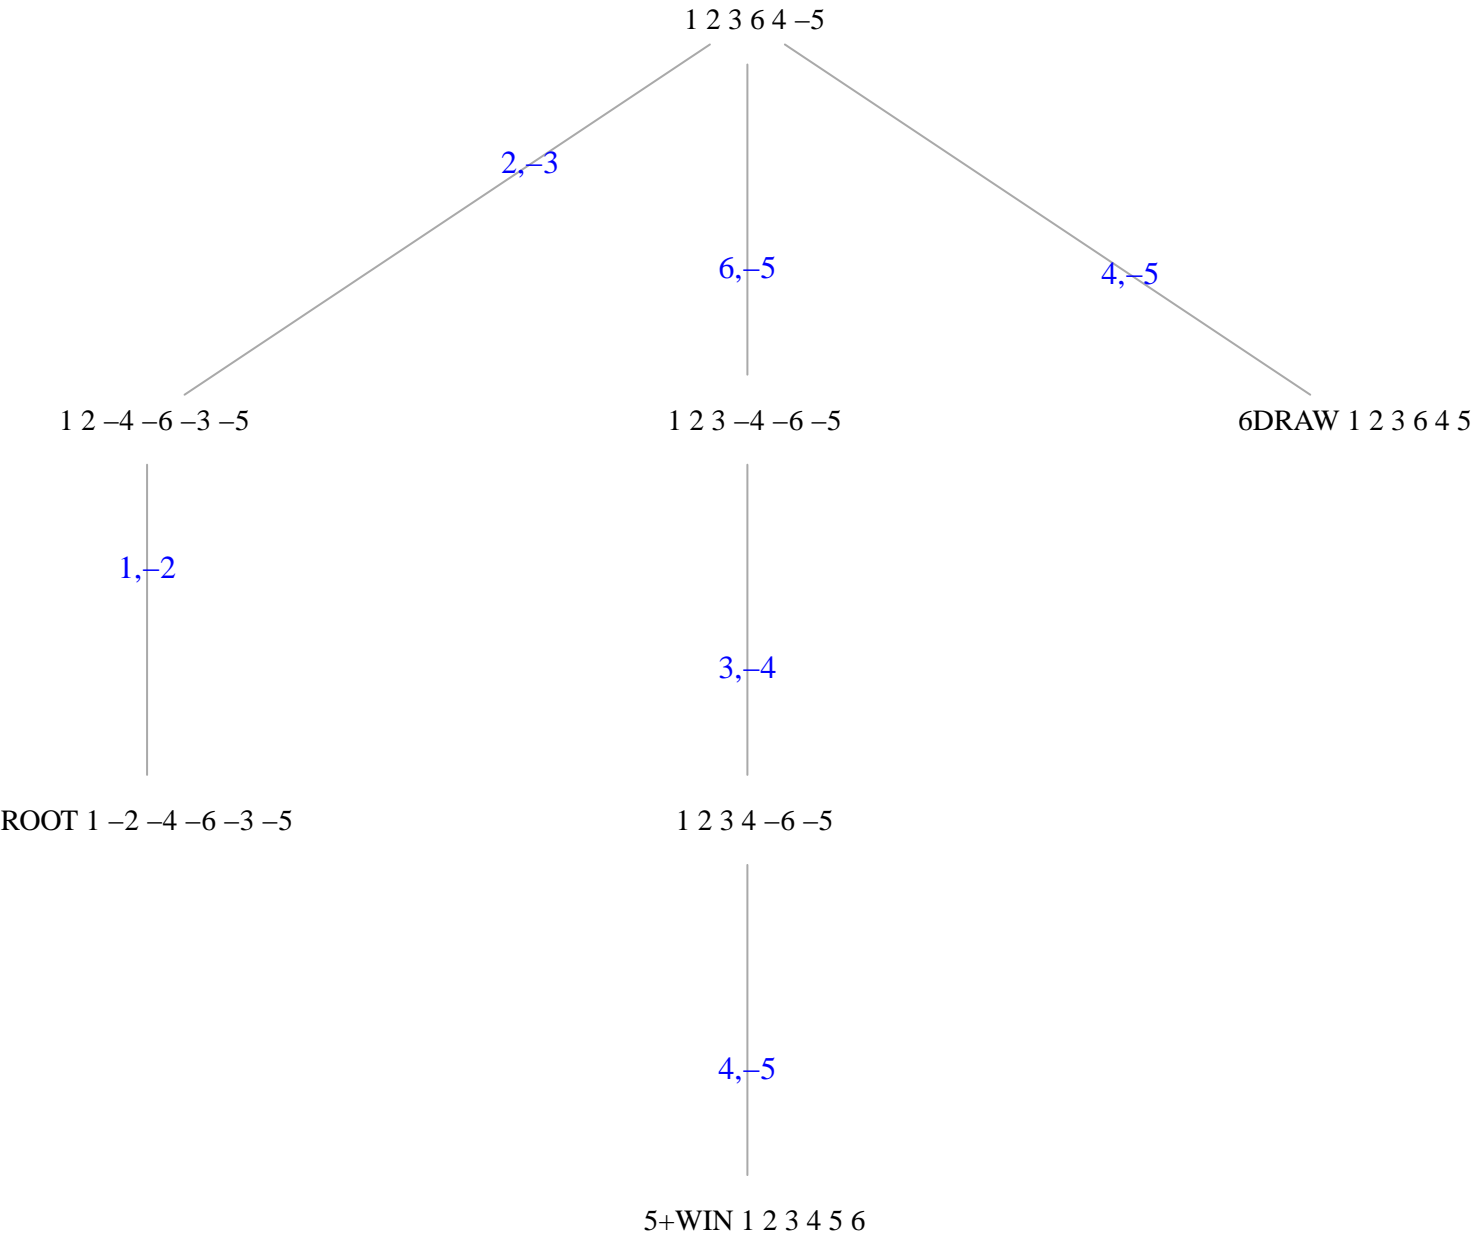 1 2 3 6 4 –5
2,–3
6,–5
4,–5
1 2 –4 –6 –3 –5
1 2 3 –4 –6 –5
6DRAW 1 2 3 6 4 5
1,–2
3,–4
ROOT 1 –2 –4 –6 –3 –5
1 2 3 4 –6 –5
4,–5
5+WIN 1 2 3 4 5 6